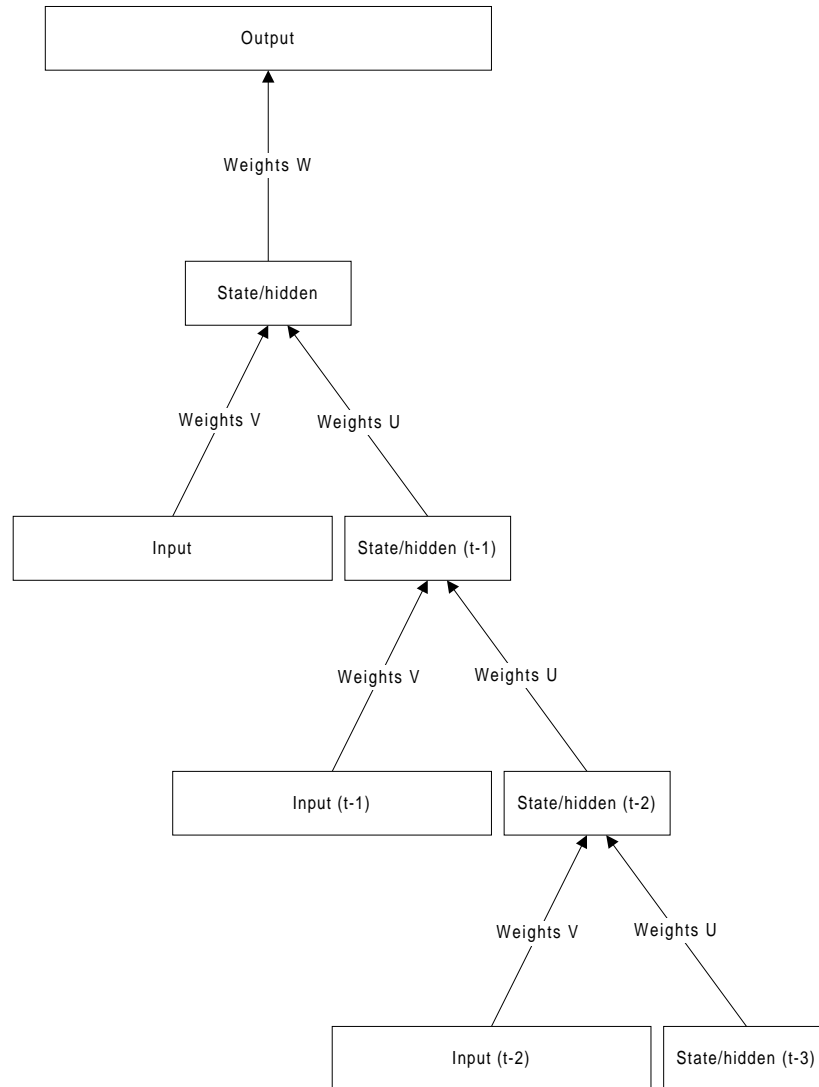 Output
Weights W
State/hidden
Weights V
Weights U
Input
State/hidden (t-1)
Weights V
Weights U
Input (t-1)
State/hidden (t-2)
Weights V
Weights U
Input (t-2)
State/hidden (t-3)